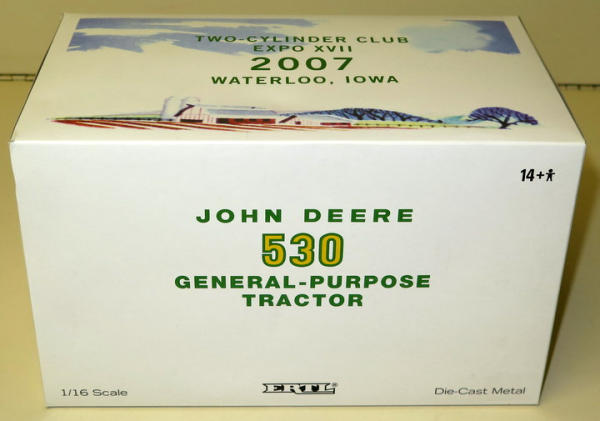 TWO-CYLINDER CLUB
EXPO XVII
2007
WATERLOO, IOWA
14+
JOHN DEERE
530
GENERAL-PURPOSE
TRACTOR
1/16 Scale
ERTL®
Die-Cast Metal